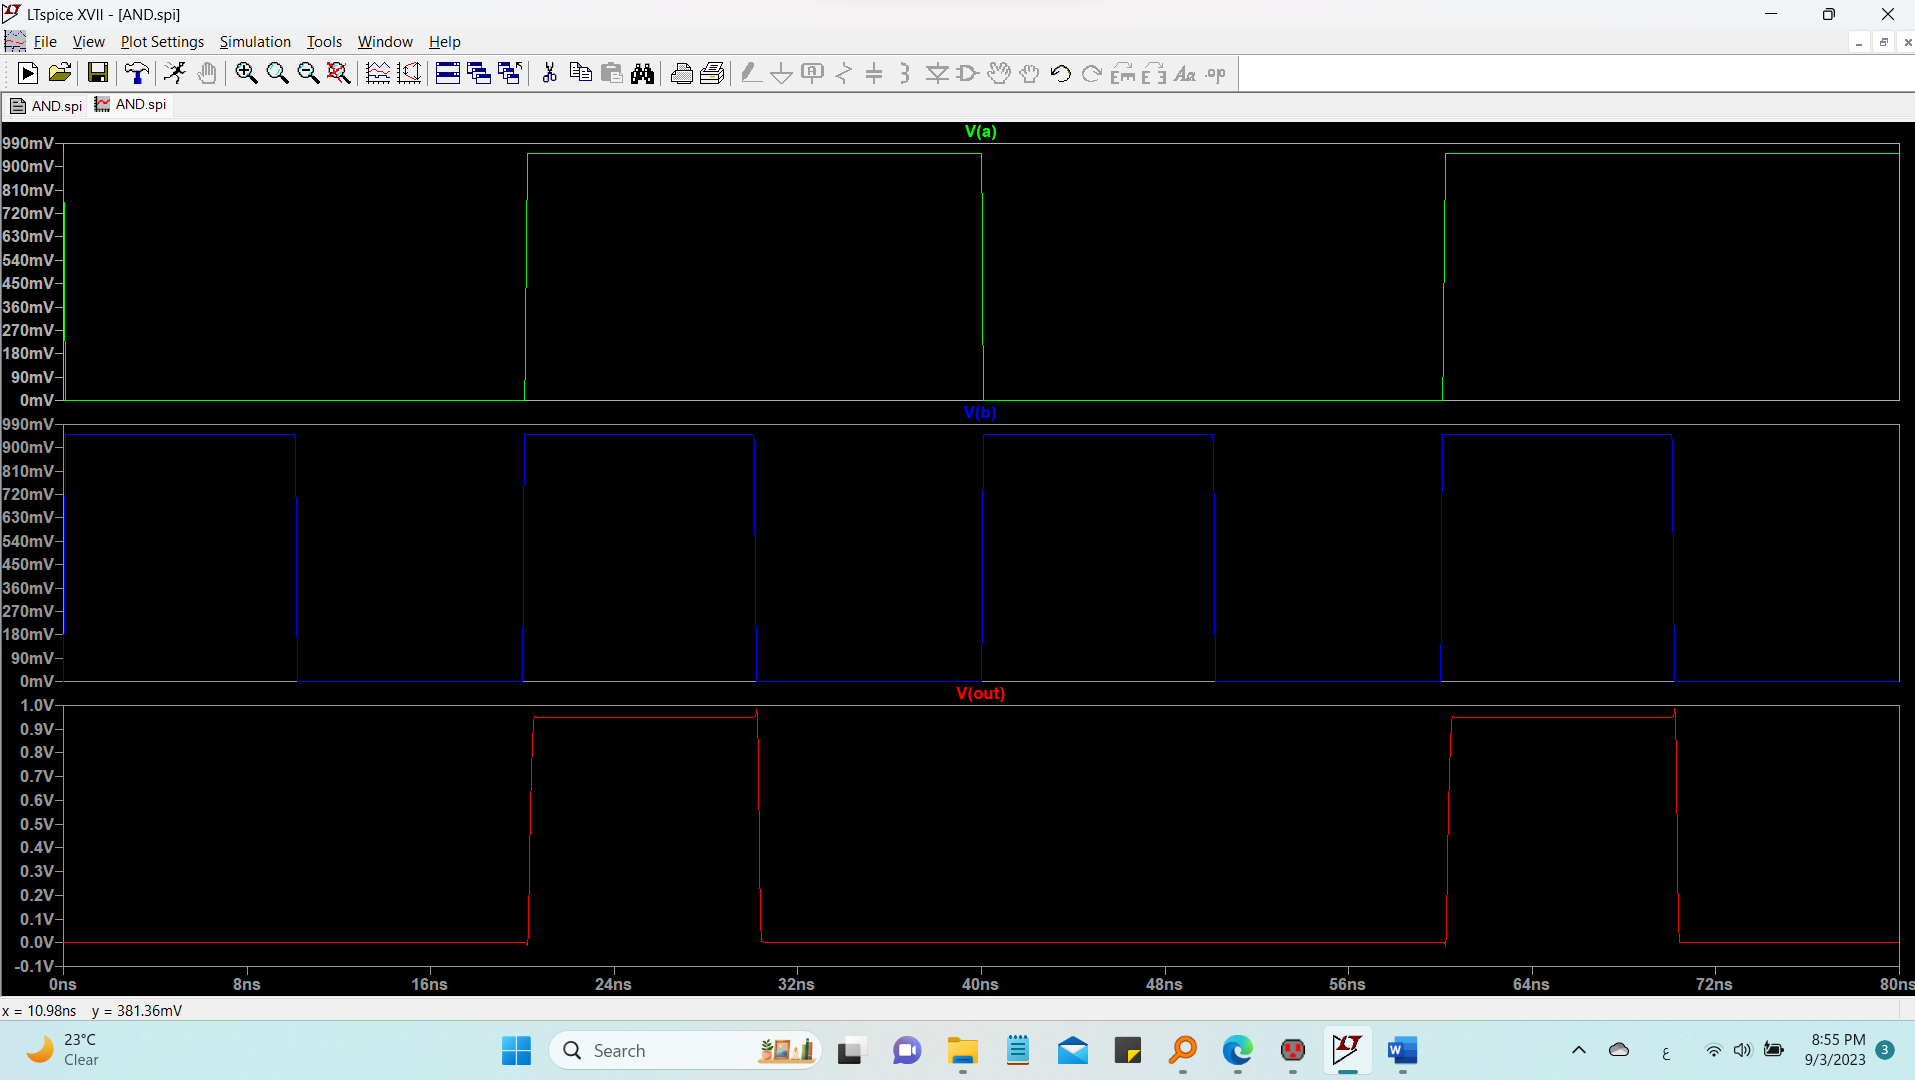 LTspice XVII - [AND.spi]
File View Plot Settings Simulation Tools Window Help
AND.spi AND.spi
V(a)
990mV
900mV
810mV
720mV
630mV
540mV
450mV
360mV
270mV
180mV
90mV
0mV
V(b)
990mV
900mV
810mV
720mV
630mV
540mV
450mV
360mV
270mV
180mV
90mV
0mV
V(out)
1.0V
0.9V
0.8V
0.7V
0.6V
0.5V
0.4V
0.3V
0.2V
0.1V
0.0V
-0.1V
0ns 8ns 16ns 24ns 32ns 40ns 48ns 56ns 64ns 72ns 80ns
x = 10.98ns y = 381.36mV
23°C
Clear
Search
ع
8:55 PM
9/3/2023
3